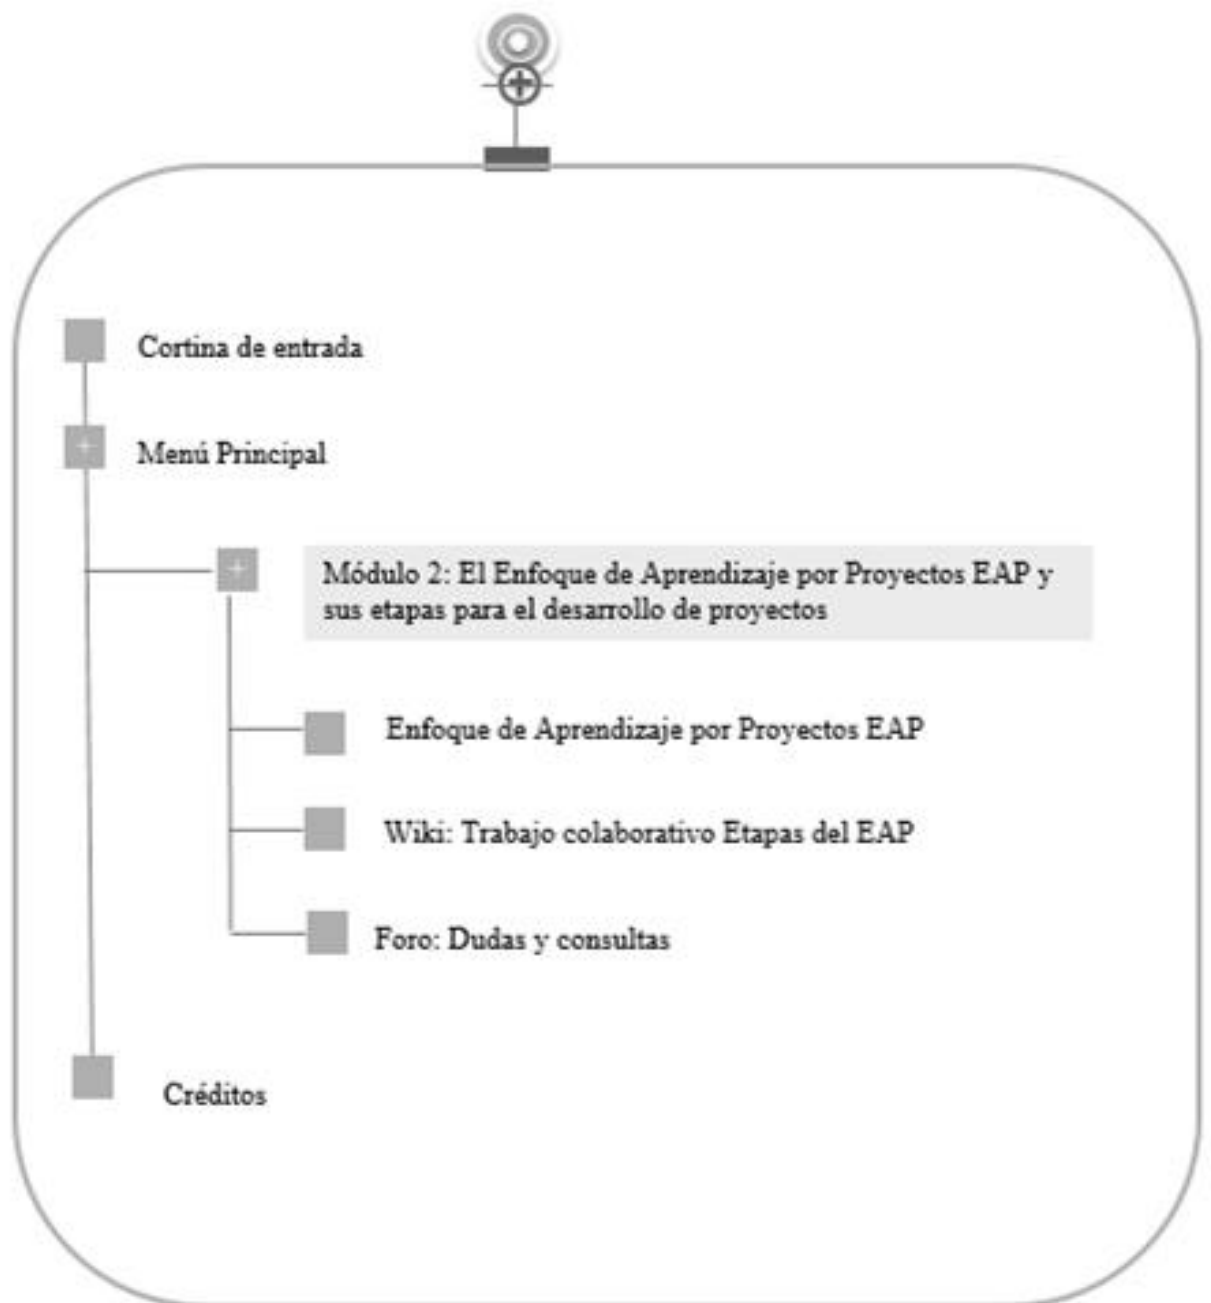 Cortina de entrada
Menú Principal
Módulo 2: El Enfoque de Aprendizaje por Proyectos EAP y
sus etapas para el desarrollo de proyectos
Enfoque de Aprendizaje por Proyectos EAP
Wiki: Trabajo colaborativo Etapas del EAP
Foro: Dudas y consultas
Créditos